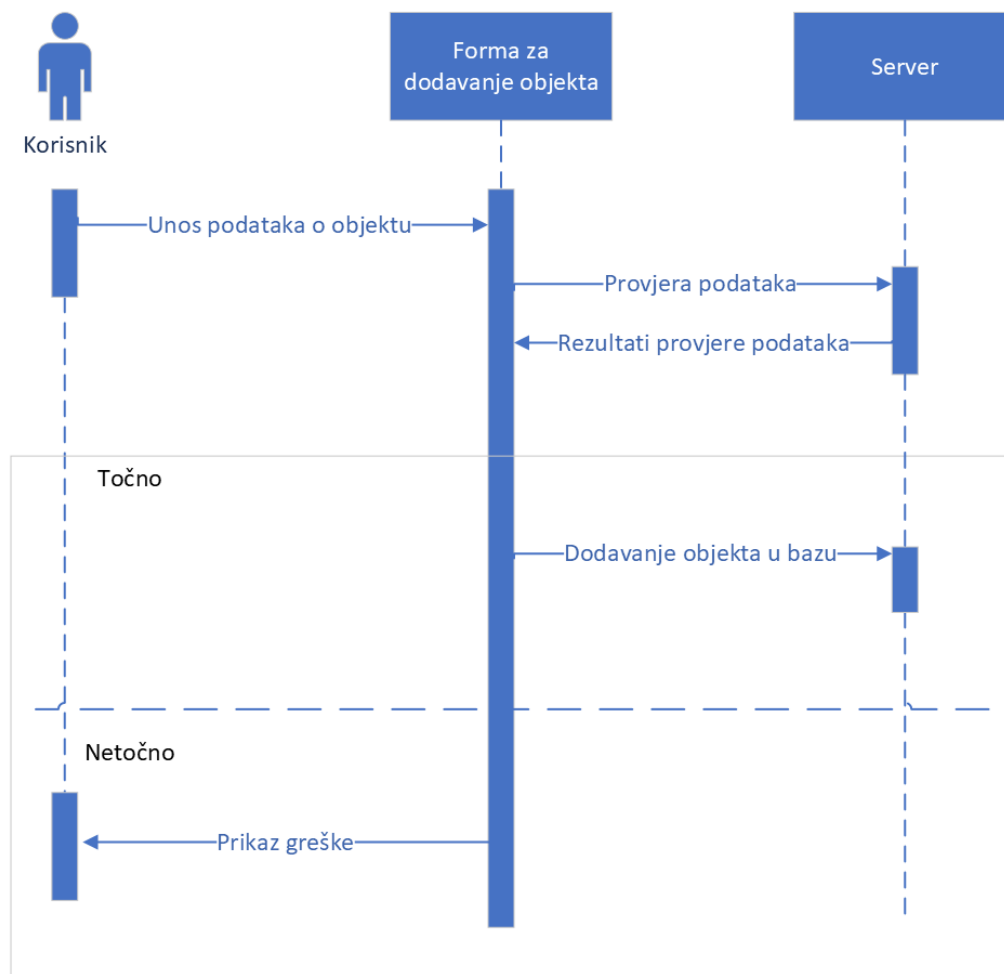 Forma za
dodavanje objekta
Server
Korisnik
Unos podataka o objektu
Provjera podataka
Rezultati provjere podataka
Točno
Dodavanje objekta u bazu
Netočno
Prikaz greške